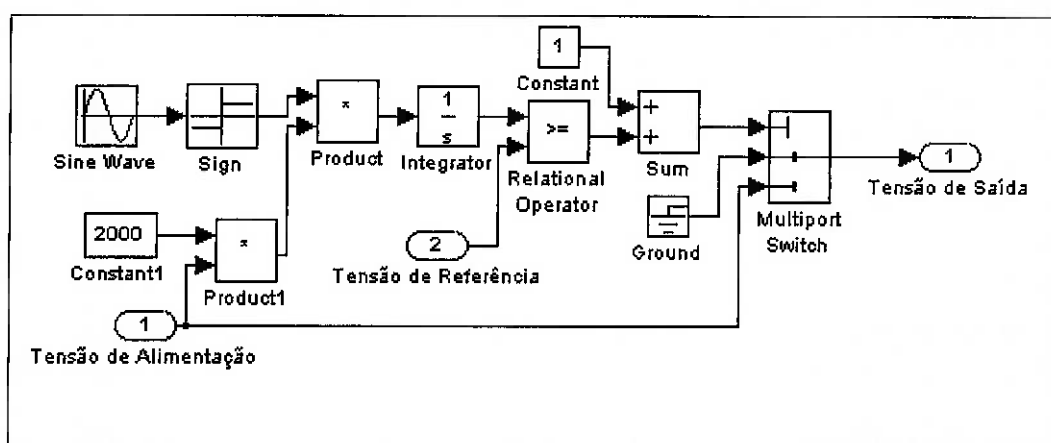 1
Constant
Sine Wave
Sign
*
Product
1
s
Integrator
>=
Relational
Operator
+
+
Sum
Multiport
Switch
1
Tensão de Saída
Ground
2000
Constant1
*
Product1
2
Tensão de Referência
1
Tensão de Alimentação